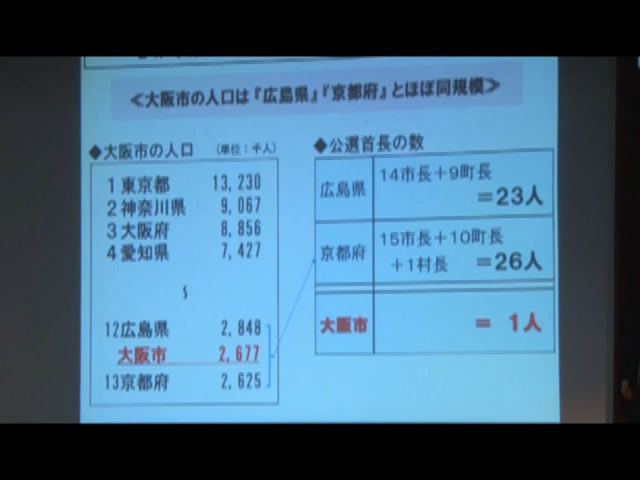 ≪大阪市の人口は『広島県』『京都府』とほぼ同規模≫
◆大阪市の人口 (単位:千人)
1東京都 13,230
2神奈川県 9,067
3大阪府 8,856
4愛知県 7,427
〜
12広島県 2,848
大阪市 2,677
13京都府 2,625
◆公選首長の数
広島県 14市長+9町長
=23人
京都府 15市長+10町長
+1村長 =26人
大阪市 = 1人